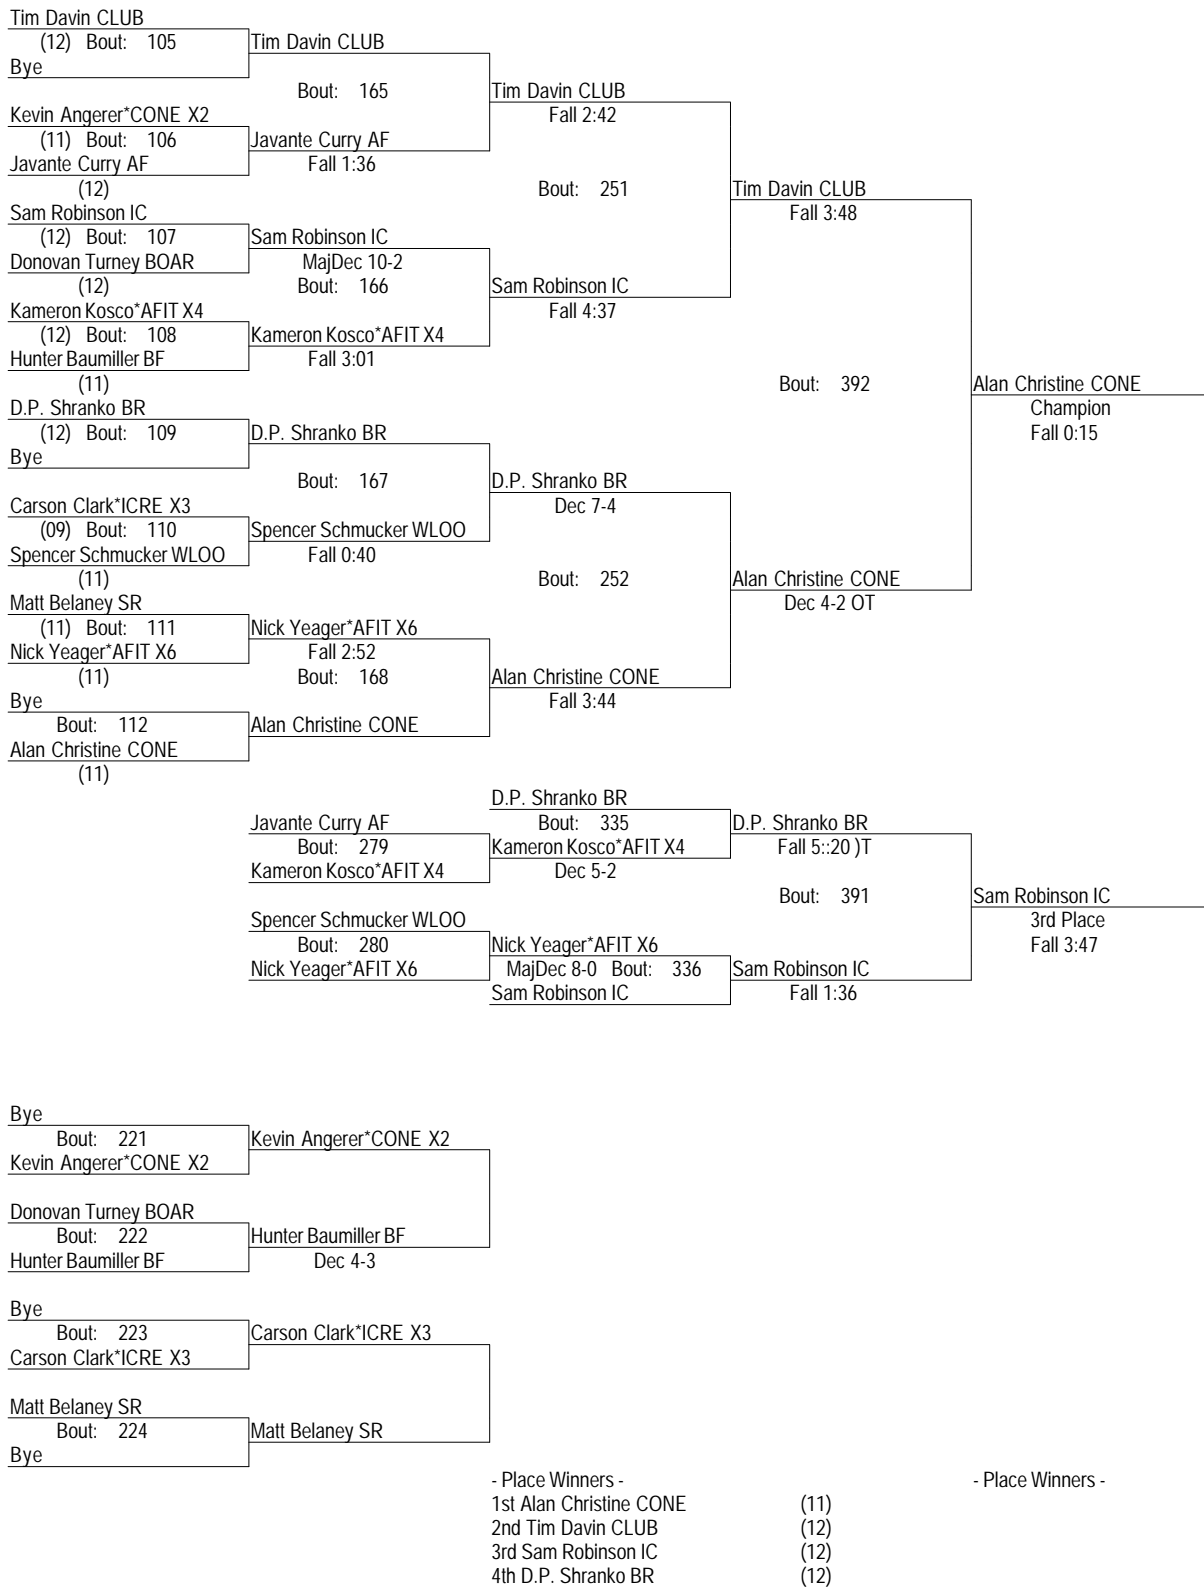 Tim Davin CLUB
(12) Bout: 105 Tim Davin CLUB
Bye
Bout: 165 Tim Davin CLUB
Kevin Angerer*CONE X2 Fall 2:42
(11) Bout: 106 Javante Curry AF
Javante Curry AF Fall 1:36
(12) Bout: 251 Tim Davin CLUB
Sam Robinson IC Fall 3:48
(12) Bout: 107 Sam Robinson IC
Donovan Turney BOAR MajDec 10-2
(12) Bout: 166 Sam Robinson IC
Kameron Kosco*AFIT X4 Fall 4:37
(12) Bout: 108 Kameron Kosco*AFIT X4
Hunter Baumiller BF Fall 3:01
(11) Bout: 392 Alan Christine CONE
D.P. Shranko BR Champion
(12) Bout: 109 D.P. Shranko BR Fall 0:15
Bye
Bout: 167 D.P. Shranko BR
Carson Clark*ICRE X3 Dec 7-4
(09) Bout: 110 Spencer Schmucker WLOO
Spencer Schmucker WLOO Fall 0:40
(11) Bout: 252 Alan Christine CONE
Matt Belaney SR Dec 4-2 OT
(11) Bout: 111 Nick Yeager*AFIT X6
Nick Yeager*AFIT X6 Fall 2:52
(11) Bout: 168 Alan Christine CONE
Bye Fall 3:44
Bout: 112 Alan Christine CONE
Alan Christine CONE
(11)
D.P. Shranko BR
Javante Curry AF Bout: 335 D.P. Shranko BR
Bout: 279 Kameron Kosco*AFIT X4 Fall 5::20 )T
Kameron Kosco*AFIT X4 Dec 5-2
Bout: 391 Sam Robinson IC
Spencer Schmucker WLOO 3rd Place
Bout: 280 Nick Yeager*AFIT X6 Fall 3:47
Nick Yeager*AFIT X6 MajDec 8-0 Bout: 336 Sam Robinson IC
Sam Robinson IC Fall 1:36
Bye
Bout: 221 Kevin Angerer*CONE X2
Kevin Angerer*CONE X2
Donovan Turney BOAR
Bout: 222 Hunter Baumiller BF
Hunter Baumiller BF Dec 4-3
Bye
Bout: 223 Carson Clark*ICRE X3
Carson Clark*ICRE X3
Matt Belaney SR
Bout: 224 Matt Belaney SR
Bye
- Place Winners - - Place Winners -
1st Alan Christine CONE (11)
2nd Tim Davin CLUB (12)
3rd Sam Robinson IC (12)
4th D.P. Shranko BR (12)